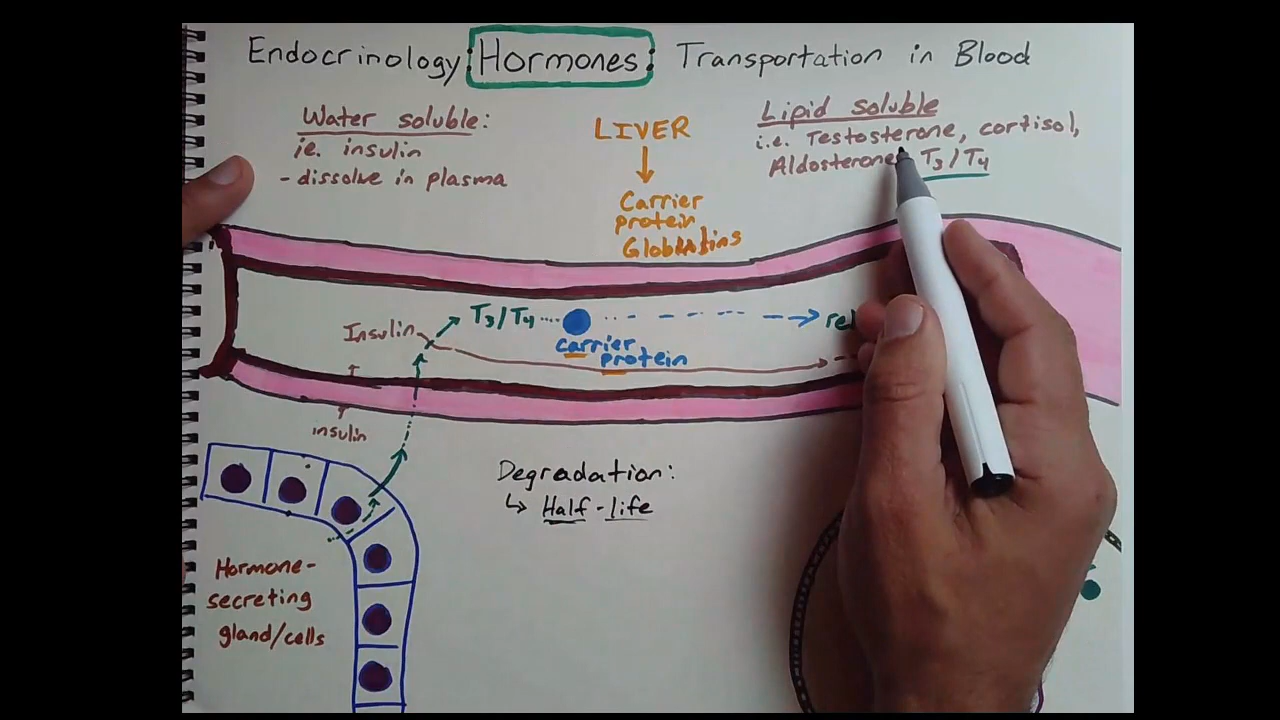 Endocrinology Hormones Transportation in Blood
Water soluble:
ie. insulin
- dissolve in plasma
LIVER
Carrier
protein
Globulins
Lipid soluble
i.e. Testosterone, cortisol,
Aldosterone T3/T4
T3/T4
Insulin
carrier
protein
insulin
Degradation:
↳ Half-life
Hormone-
secreting
gland/cells